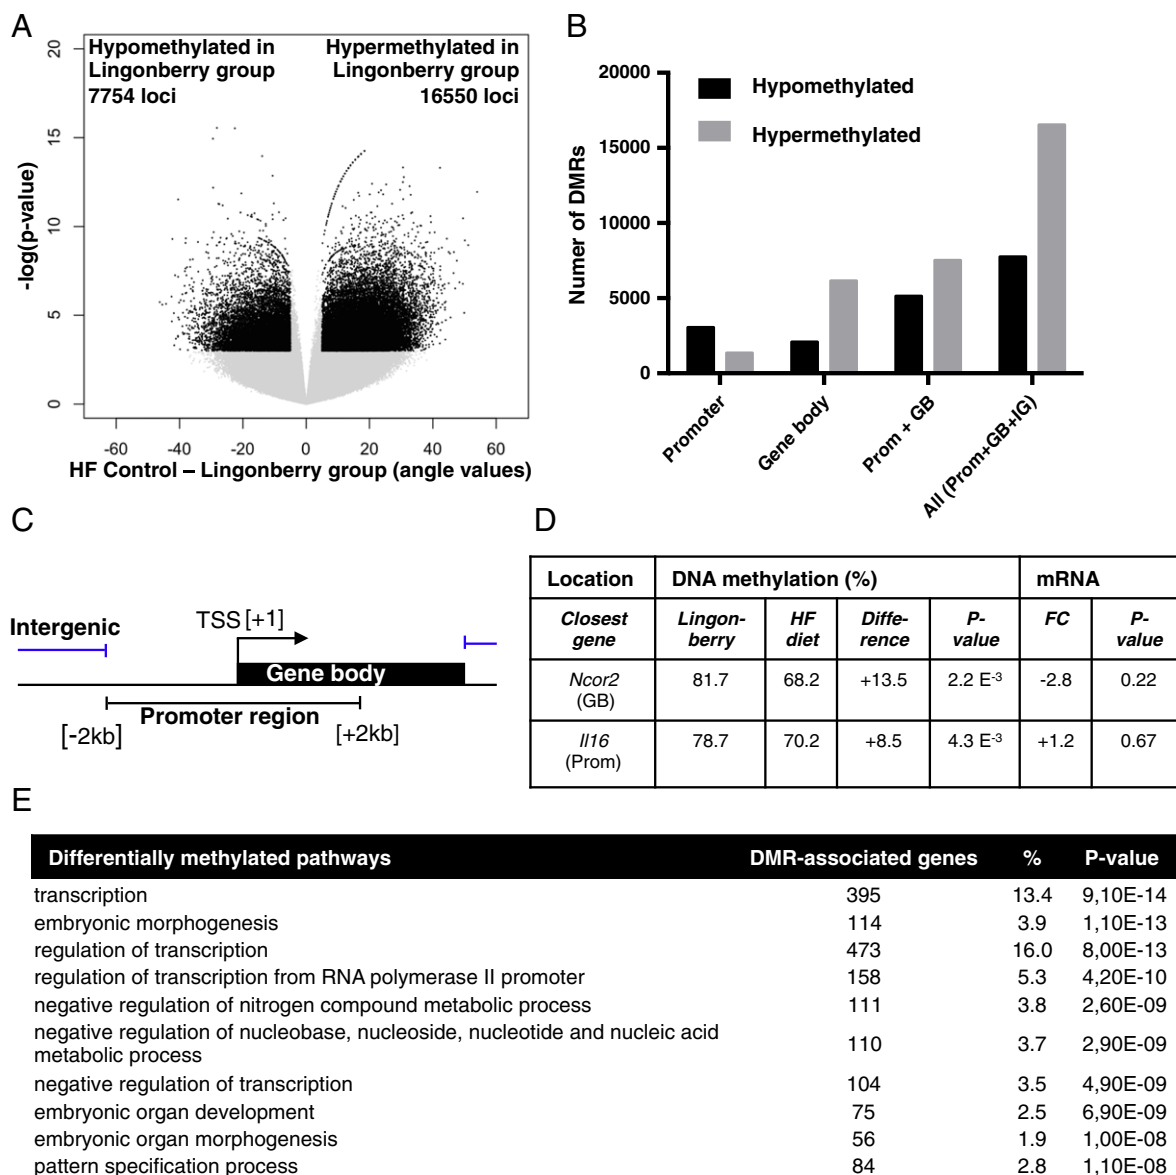 A
Hypomethylated in
Lingonberry group
7754 loci
Hypermethylated in
Lingonberry group
16550 loci
-log(p-value)
20
15
10
5
0
-60 -40 -20 0 20 40 60
HF Control – Lingonberry group (angle values)
B
Numer of DMRs
20000
15000
10000
5000
0
Hypomethylated
Hypermethylated
Promoter
Gene body
Prom + GB
All (Prom+GB+IG)
C
Intergenic
TSS [+1]
Gene body
Promoter region
[-2kb]
[+2kb]
D
Location DNA methylation (%) mRNA
Closest gene Lingon-berry HF diet Diffe-rence P-value FC P-value
Ncor2 (GB) 81.7 68.2 +13.5 2.2 E-3 -2.8 0.22
Il16 (Prom) 78.7 70.2 +8.5 4.3 E-3 +1.2 0.67
E
Differentially methylated pathways DMR-associated genes % P-value
transcription 395 13.4 9,10E-14
embryonic morphogenesis 114 3.9 1,10E-13
regulation of transcription 473 16.0 8,00E-13
regulation of transcription from RNA polymerase II promoter 158 5.3 4,20E-10
negative regulation of nitrogen compound metabolic process 111 3.8 2,60E-09
negative regulation of nucleobase, nucleoside, nucleotide and nucleic acid
metabolic process 110 3.7 2,90E-09
negative regulation of transcription 104 3.5 4,90E-09
embryonic organ development 75 2.5 6,90E-09
embryonic organ morphogenesis 56 1.9 1,00E-08
pattern specification process 84 2.8 1,10E-08